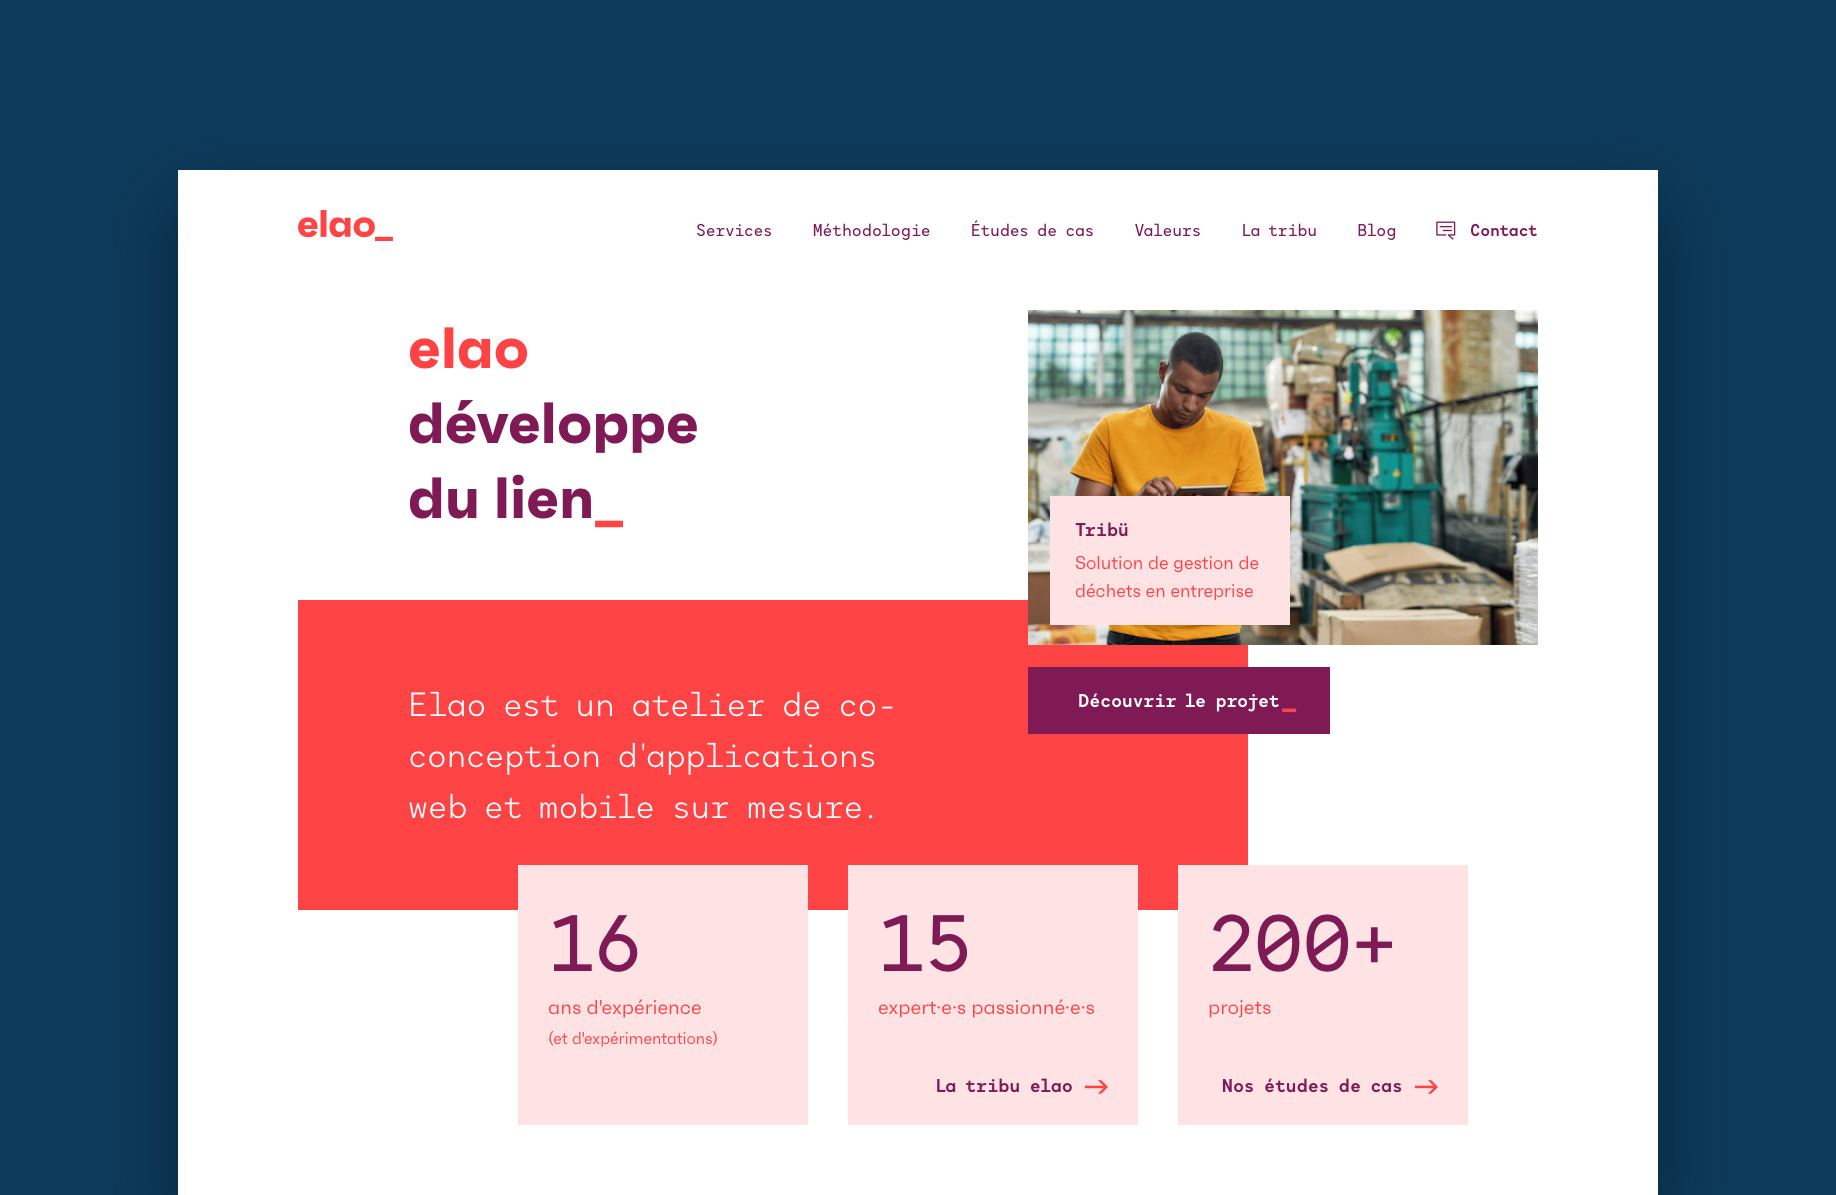 elao_
Services Méthodologie Études de cas Valeurs La tribu Blog Contact
elao
développe
du lien_
Tribü
Solution de gestion de
déchets en entreprise
Découvrir le projet_
Elao est un atelier de co-
conception d'applications
web et mobile sur mesure.
16
ans d'expérience
(et d'expérimentations)
15
expert·e·s passionné·e·s
La tribu elao →
200+
projets
Nos études de cas →